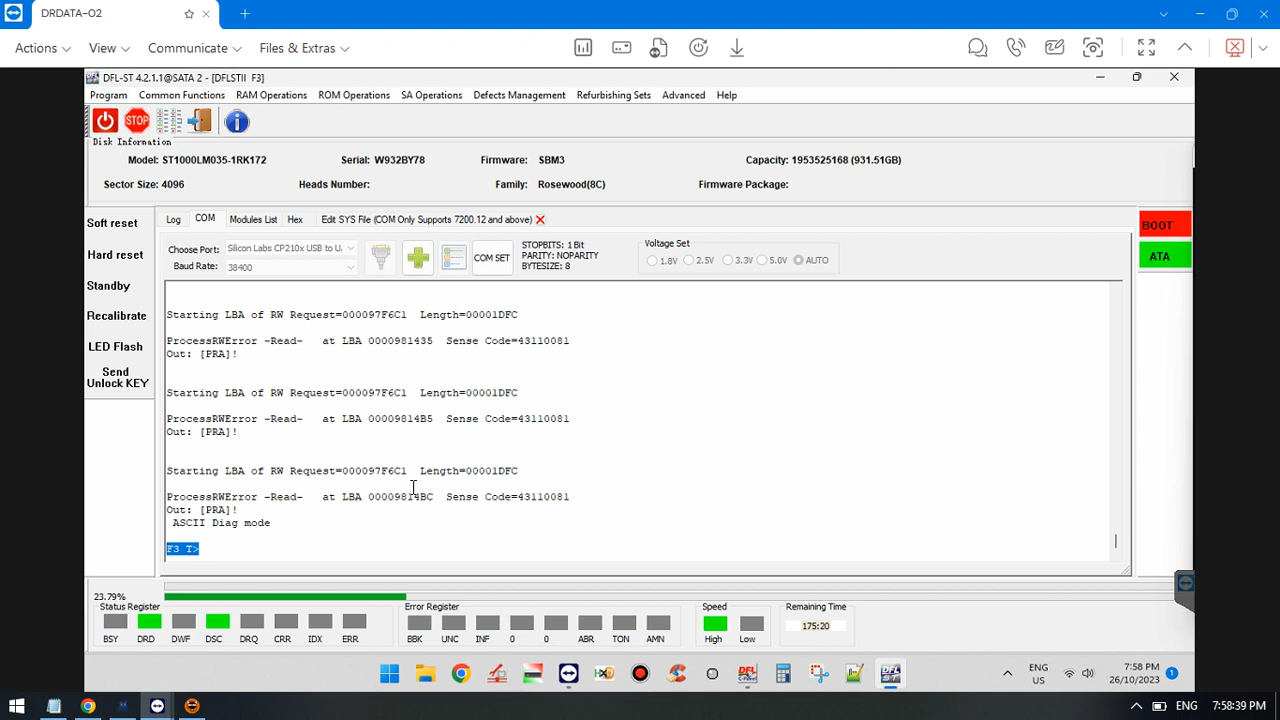 DRDATA-O2
Actions View Communicate Files & Extras
DFL-ST 4.2.1.1@SATA 2 - [DFLSTII F3]
Program Common Functions RAM Operations ROM Operations SA Operations Defects Management Refurbishing Sets Advanced Help
STOP
Disk Information
Model: ST1000LM035-1RK172 Serial: W932BY78 Firmware: SBM3 Capacity: 1953525168 (931.51GB)
Sector Size: 4096 Heads Number: Family: Rosewood(8C) Firmware Package:
Soft reset
Hard reset
Standby
Recalibrate
LED Flash
Send
Unlock KEY
Log COM Modules List Hex Edit SYS File (COM Only Supports 7200.12 and above)
Choose Port: Silicon Labs CP210x USB to U
Baud Rate: 38400
COM SET
STOPBITS: 1 Bit
PARITY: NOPARITY
BYTESIZE: 8
Voltage Set
1.8V 2.5V 3.3V 5.0V AUTO
BOOT
ATA
Starting LBA of RW Request=000097F6C1 Length=00001DFC
ProcessRWError -Read- at LBA 0000981435 Sense Code=43110081
Out: [PRA]!
Starting LBA of RW Request=000097F6C1 Length=00001DFC
ProcessRWError -Read- at LBA 00009814B5 Sense Code=43110081
Out: [PRA]!
Starting LBA of RW Request=000097F6C1 Length=00001DFC
ProcessRWError -Read- at LBA 00009814BC Sense Code=43110081
Out: [PRA]!
ASCII Diag mode
F3 T>
23.79%
Status Register
BSY DRD DWF DSC DRQ CRR IDX ERR
Error Register
BBK UNC INF 0 0 ABR TON AMN
Speed
High Low
Remaining Time
175:20
ENG
US
7:58 PM
26/10/2023
1
ENG 7:58:39 PM